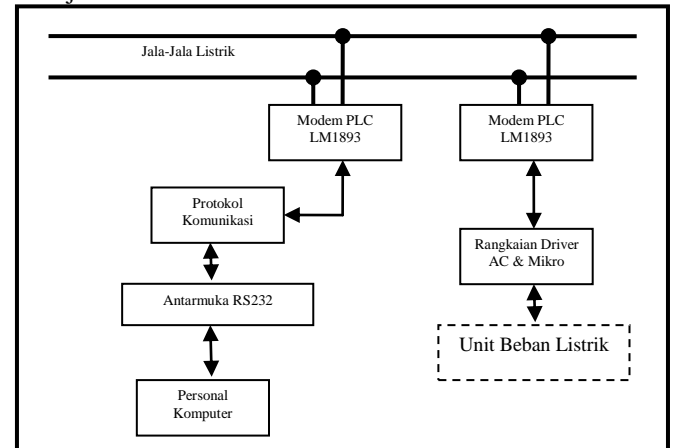 Jala-Jala Listrik
Modem PLC
LM1893
Modem PLC
LM1893
Protokol
Komunikasi
Rangkaian Driver
AC & Mikro
Antarmuka RS232
Unit Beban Listrik
Personal
Komputer